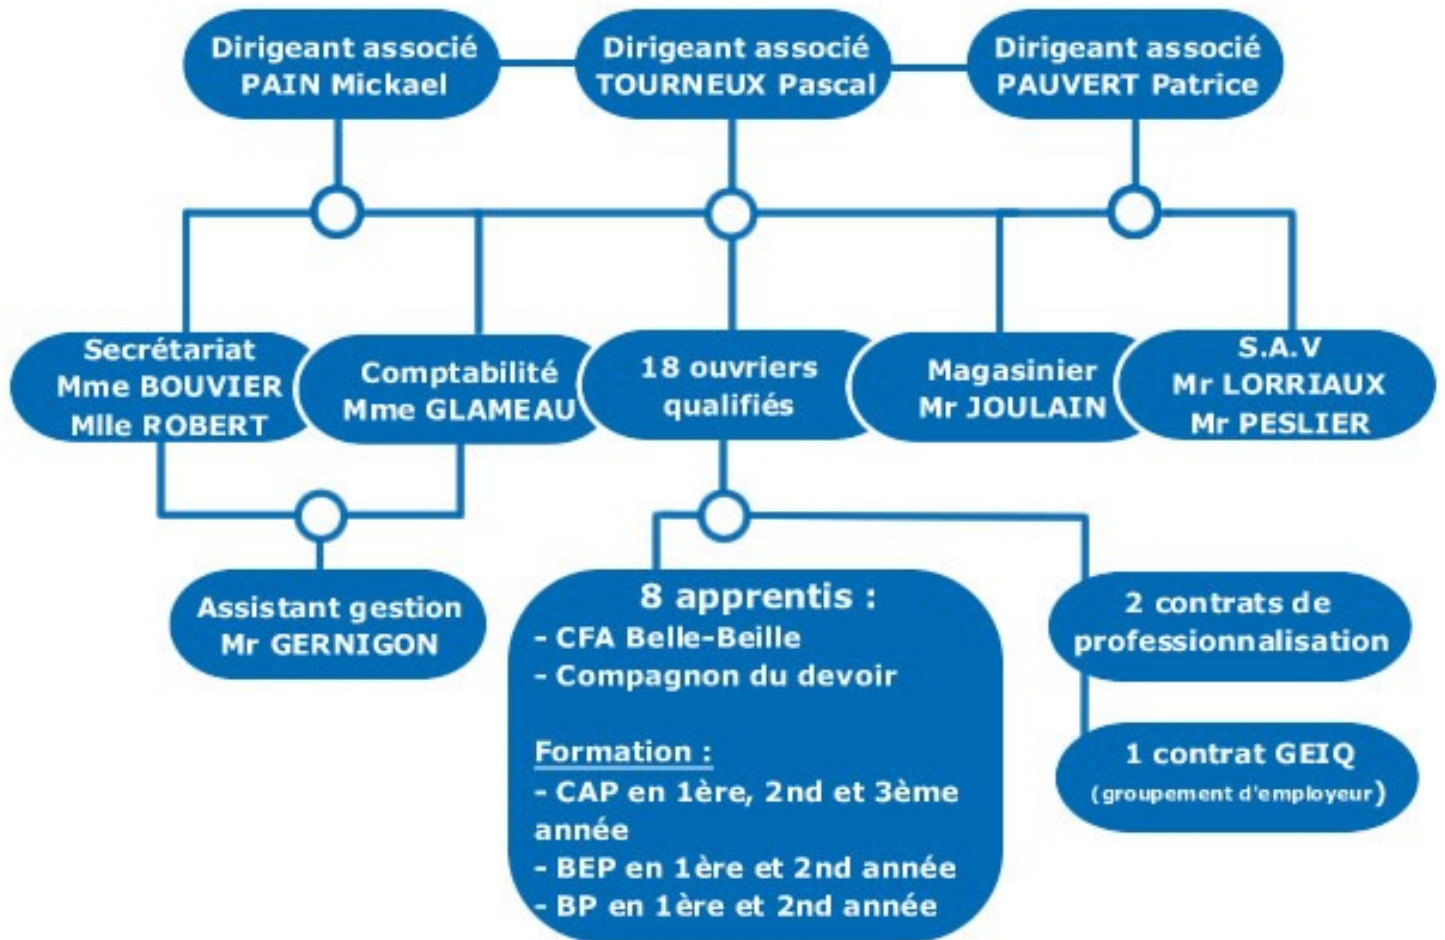 Dirigeant associé
PAIN Mickael
Dirigeant associé
TOURNEUX Pascal
Dirigeant associé
PAUVERT Patrice
Secrétariat
Mme BOUVIER
Mlle ROBERT
Comptabilité
Mme GLAMEAU
18 ouvriers
qualifiés
Magasinier
Mr JOULAIN
S.A.V
Mr LORRIAUX
Mr PESLIER
Assistant gestion
Mr GERNIGON
8 apprentis :
- CFA Belle-Beille
- Compagnon du devoir
Formation :
- CAP en 1ère, 2nd et 3ème
année
- BEP en 1ère et 2nd année
- BP en 1ère et 2nd année
2 contrats de
professionnalisation
1 contrat GEIQ
(groupement d'employeur)